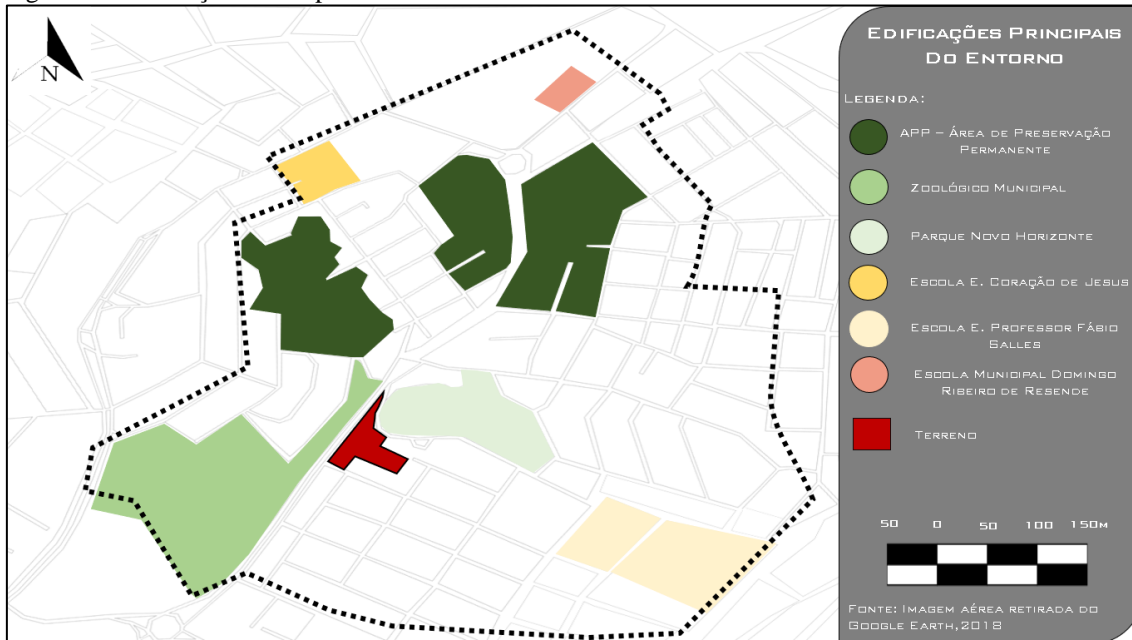 N
Edificações Principais
Do Entorno
Legenda:
APP – Área de Preservação
Permanente
Zoológico Municipal
Parque Novo Horizonte
Escola E. Coração de Jesus
Escola E. Professor Fábio
Salles
Escola Municipal Domingo
Ribeiro de Resende
Terreno
50 0 50 100 150m
Fonte: Imagem aérea retirada do
Google Earth,2018